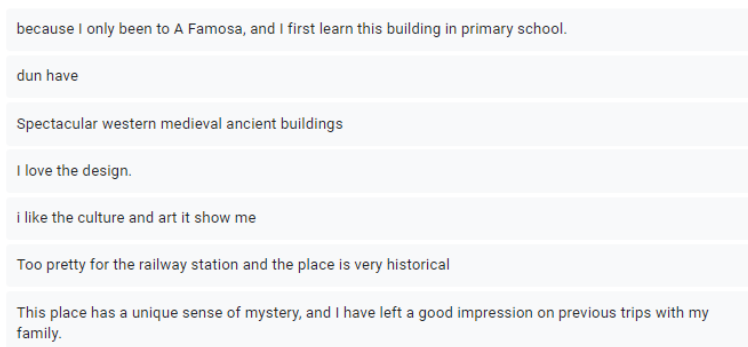 because I only been to A Famosa, and I first learn this building in primary school.
dun have
Spectacular western medieval ancient buildings
I love the design.
i like the culture and art it show me
Too pretty for the railway station and the place is very historical
This place has a unique sense of mystery, and I have left a good impression on previous trips with my
family.